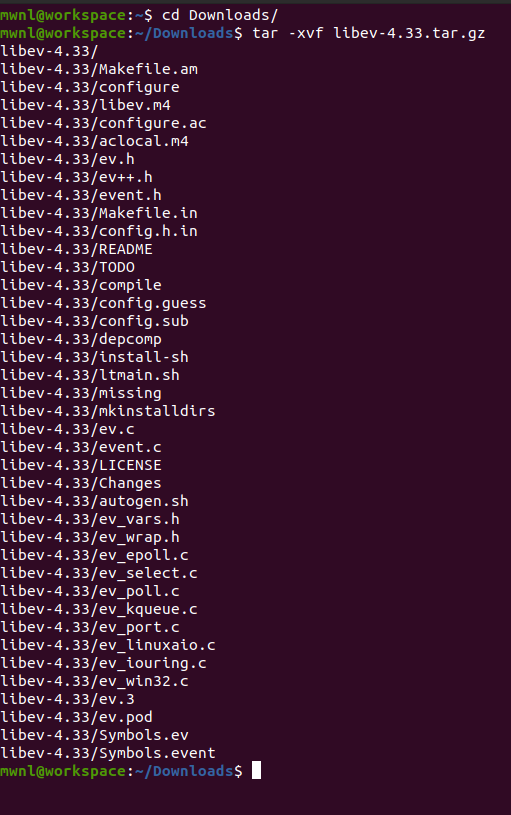 mwnl@workspace:~$ cd Downloads/
mwnl@workspace:~/Downloads$ tar -xvf libev-4.33.tar.gz
libev-4.33/
libev-4.33/Makefile.am
libev-4.33/configure
libev-4.33/libev.m4
libev-4.33/configure.ac
libev-4.33/aclocal.m4
libev-4.33/ev.h
libev-4.33/ev++.h
libev-4.33/event.h
libev-4.33/Makefile.in
libev-4.33/config.h.in
libev-4.33/README
libev-4.33/TODO
libev-4.33/compile
libev-4.33/config.guess
libev-4.33/config.sub
libev-4.33/depcomp
libev-4.33/install-sh
libev-4.33/ltmain.sh
libev-4.33/missing
libev-4.33/mkinstalldirs
libev-4.33/ev.c
libev-4.33/event.c
libev-4.33/LICENSE
libev-4.33/Changes
libev-4.33/autogen.sh
libev-4.33/ev_vars.h
libev-4.33/ev_wrap.h
libev-4.33/ev_epoll.c
libev-4.33/ev_select.c
libev-4.33/ev_poll.c
libev-4.33/ev_kqueue.c
libev-4.33/ev_port.c
libev-4.33/ev_linuxaio.c
libev-4.33/ev_iouring.c
libev-4.33/ev_win32.c
libev-4.33/ev.3
libev-4.33/ev.pod
libev-4.33/Symbols.ev
libev-4.33/Symbols.event
mwnl@workspace:~/Downloads$